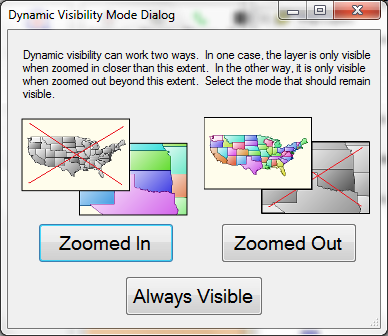 Dynamic Visibility Mode Dialog
Dynamic visibility can work two ways.  In one case, the layer is only visible
when zoomed in closer than this extent.  In the other way, it is only visible
when zoomed out beyond this extent.  Select the mode that should remain
visible.
Zoomed In
Zoomed Out
Always Visible